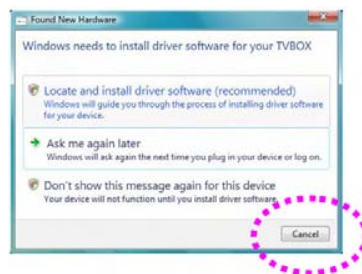 Found New Hardware
Windows needs to install driver software for your TVBOX
Locate and install driver software (recommended)
Windows will guide you through the process of installing driver software
for your device.
Ask me again later
Windows will ask again the next time you plug in your device or log on.
Don't show this message again for this device
Your device will not function until you install driver software.
Cancel